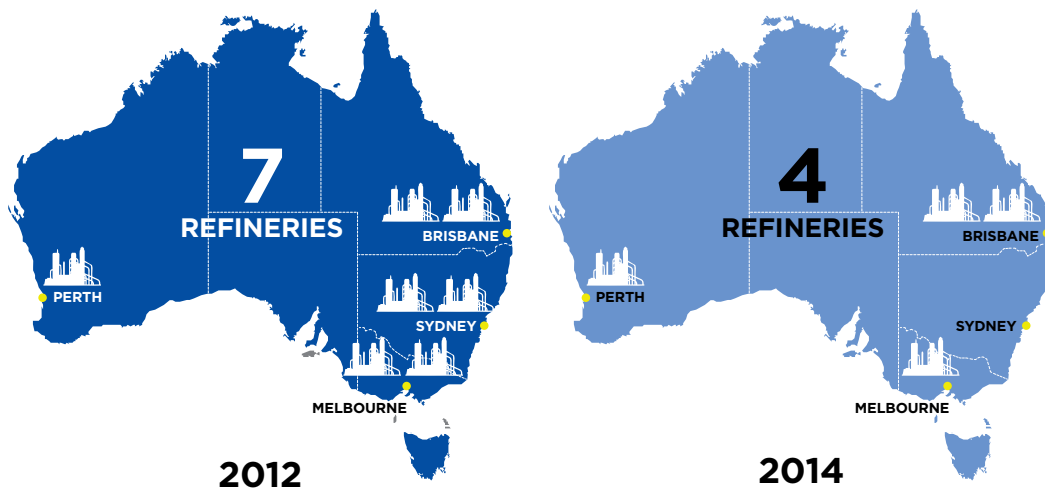 7
REFINERIES
BRISBANE
PERTH
SYDNEY
MELBOURNE
2012
4
REFINERIES
BRISBANE
PERTH
SYDNEY
MELBOURNE
2014